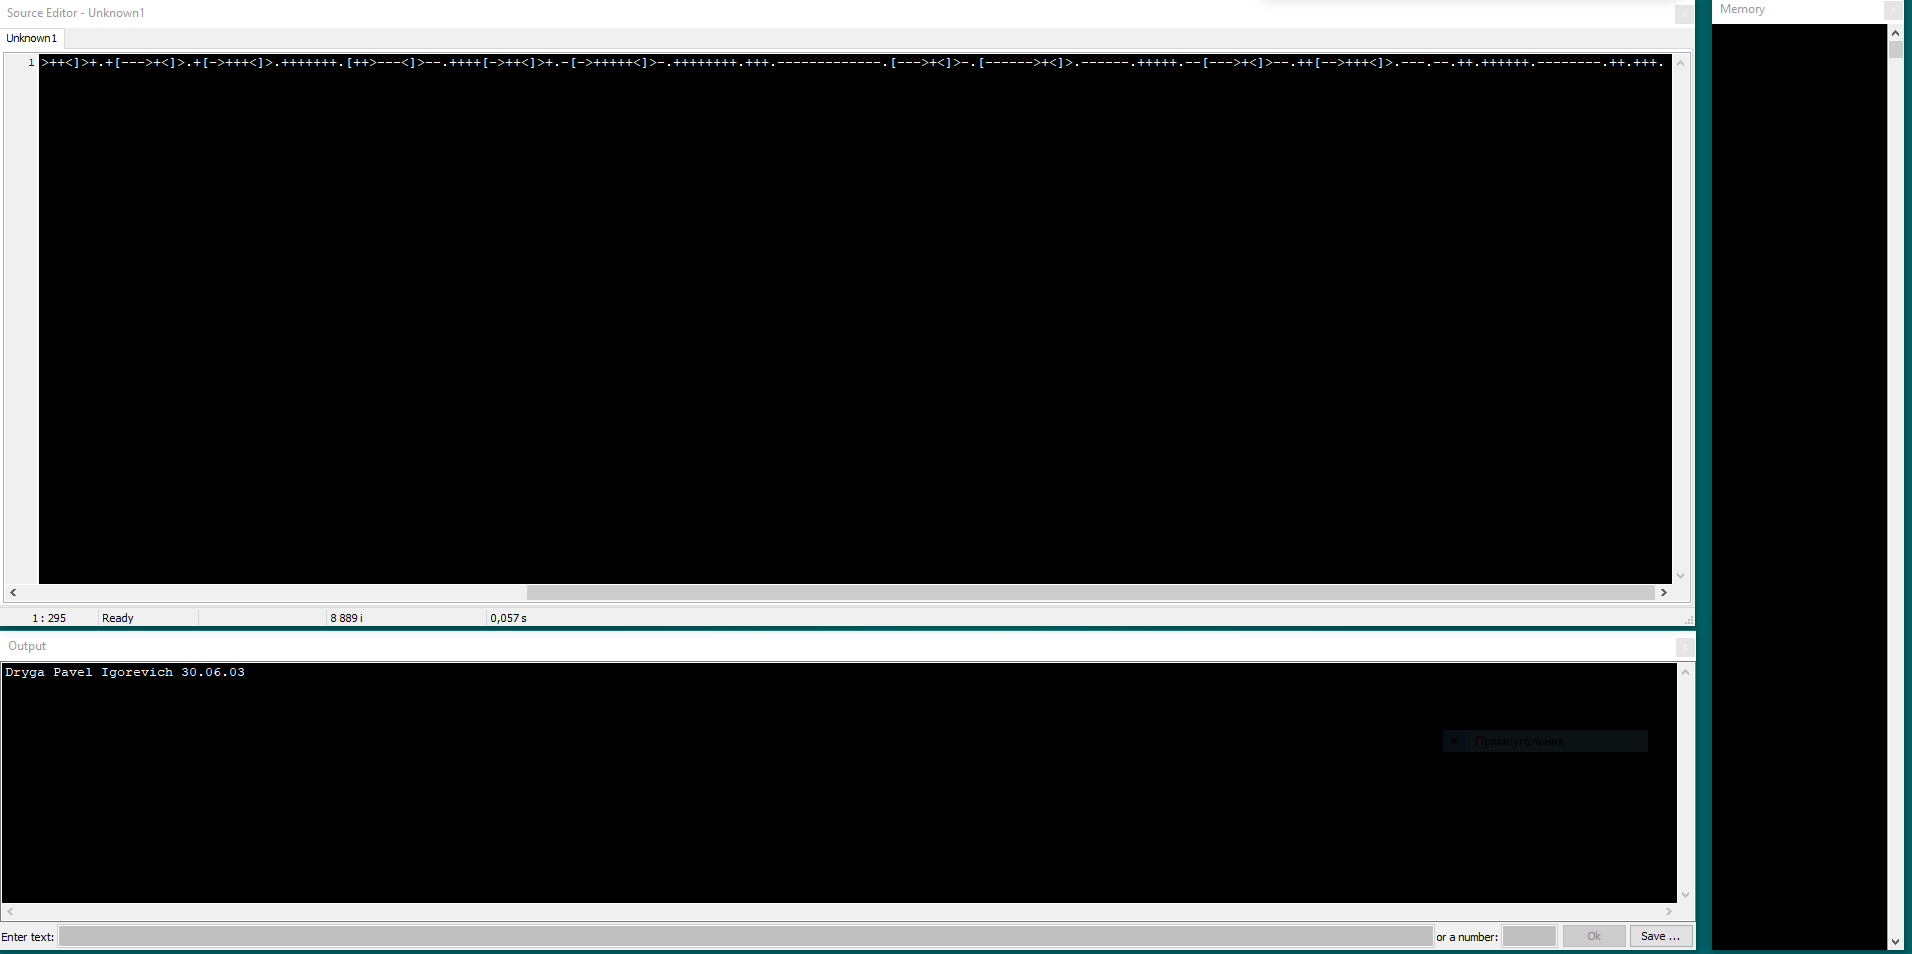 Source Editor - Unknown1
Memory
Unknown1
1 >++<]>+.+[--->+<]>.+[->+++<]>.+++++++.[++>---<]>--.++++[->++<]>+.-[->+++++<]>-.++++++++.+++.-------------.[--->+<]>-.[------>+<]>.------.+++++.--[--->+<]>--.++[-->+++<]>.---.--.++.++++++.--------.++.+++.
1 : 295 Ready 8 889 i 0,057 s
Output
Dryga Pavel Igorevich 30.06.03
Прямоугольник
Enter text: or a number: Ok Save ...